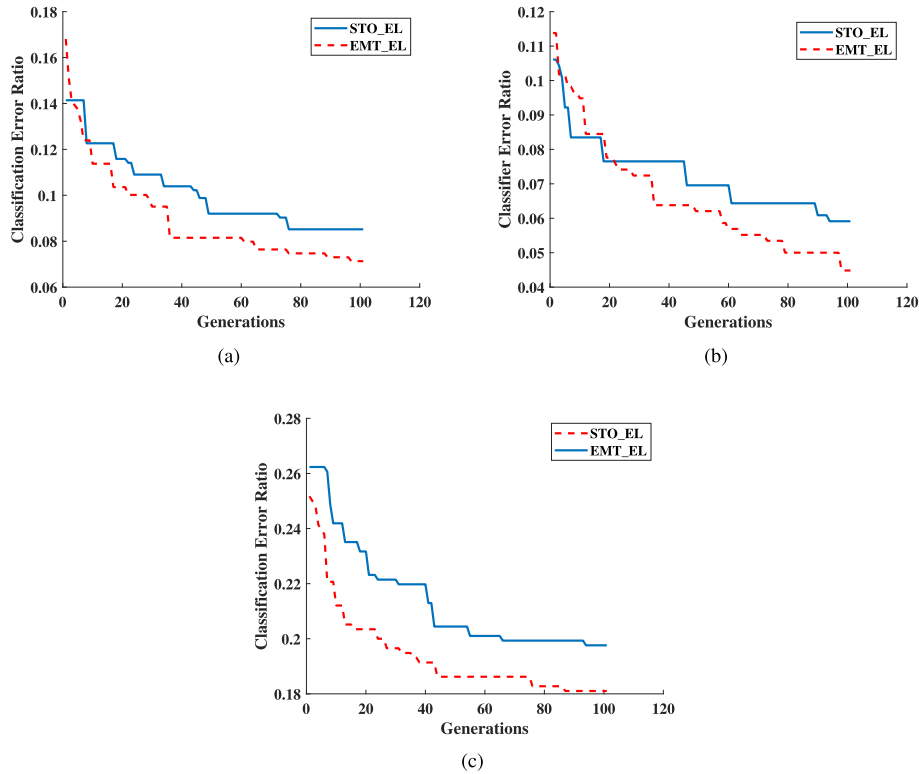 0.18
0.16
0.14
0.12
0.1
0.08
0.06
Classification Error Ratio
STO_EL
EMT_EL
0 20 40 60 80 100 120
Generations
(a)
0.12
0.11
0.1
0.09
0.08
0.07
0.06
0.05
0.04
Classifier Error Ratio
STO_EL
EMT_EL
0 20 40 60 80 100 120
Generations
(b)
0.28
0.26
0.24
0.22
0.2
0.18
Classification Error Ratio
STO_EL
EMT_EL
0 20 40 60 80 100 120
Generations
(c)